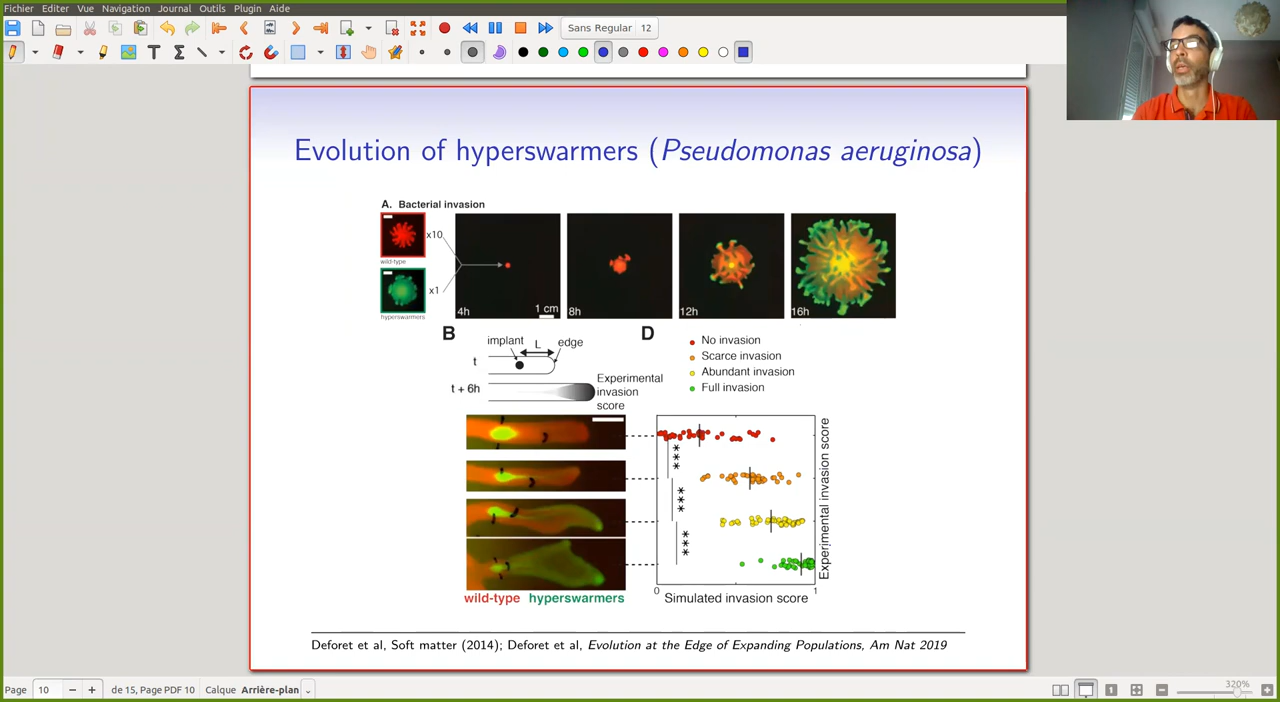 Fichier Editer Vue Navigation Journal Outils Plugin Aide
Sans Regular 12
Evolution of hyperswarmers (Pseudomonas aeruginosa)
A. Bacterial invasion
x10
wild-type
x1
hyperswarmers
4h
1 cm
8h
12h
16h
B
implant
L
edge
t
t + 6h
Experimental
invasion
score
D
No invasion
Scarce invasion
Abundant invasion
Full invasion
***
***
***
Experimental invasion score
0
1
Simulated invasion score
wild-type hyperswarmers
Deforet et al, Soft matter (2014); Deforet et al, Evolution at the Edge of Expanding Populations, Am Nat 2019
Page 10 de 15, Page PDF 10 Calque Arrière-plan
320%